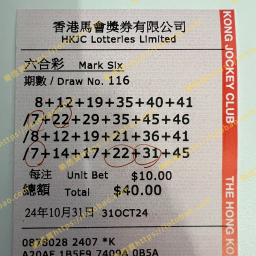 香港馬會獎券有限公司
HKJC Lotteries Limited
六合彩 Mark Six
期數 / Draw No. 116
8+12+19+35+40+41
/7+22+29+35+45+46
/8+12+19+21+36+41
/7+14+17+22+31+45
每注 Unit Bet $10.00
總額 Total $40.00
24年10月31日 31OCT24
KONG JOCKEY CLUB
THE HONG KO